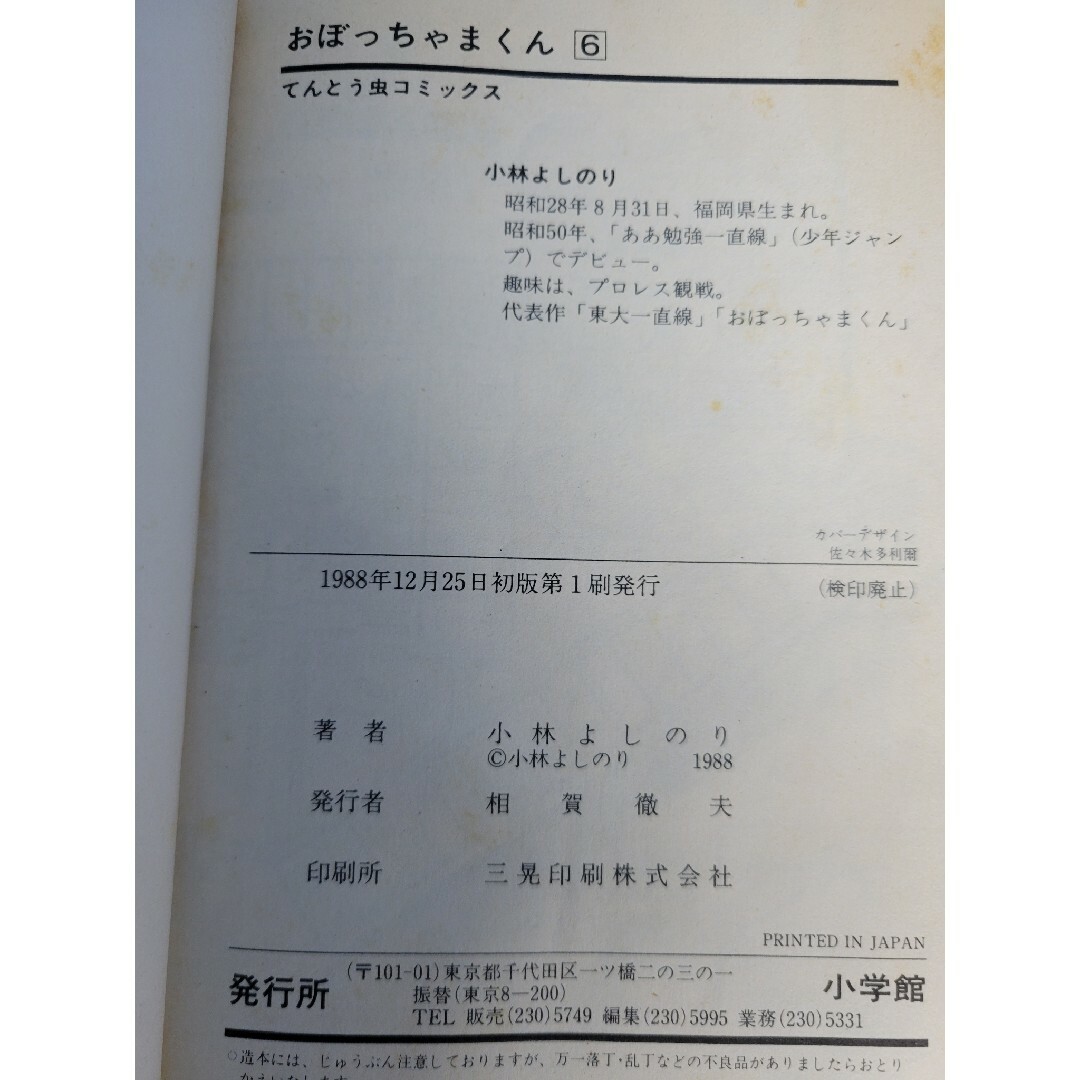 おぼっちゃまくん 6
てんとう虫コミックス
小林よしのり
昭和28年8月31日、福岡県生まれ。
昭和50年、「ああ勉強一直線」(少年ジャン
プ)でデビュー。
趣味は、プロレス観戦。
代表作「東大一直線」「おぼっちゃまくん」
カバーデザイン
佐々木多利爾
1988年12月25日初版第1刷発行 (検印廃止)
著者 小林よしのり
©小林よしのり 1988
発行者 相賀徹夫
印刷所 三晃印刷株式会社
PRINTED IN JAPAN
発行所 (〒101-01)東京都千代田区一ツ橋二の三の一 小学館
振替(東京8―200)
TEL 販売(230)5749 編集(230)5995 業務(230)5331
○造本には、じゅうぶん注意しておりますが、万一落丁・乱丁などの不良品がありましたらおとり